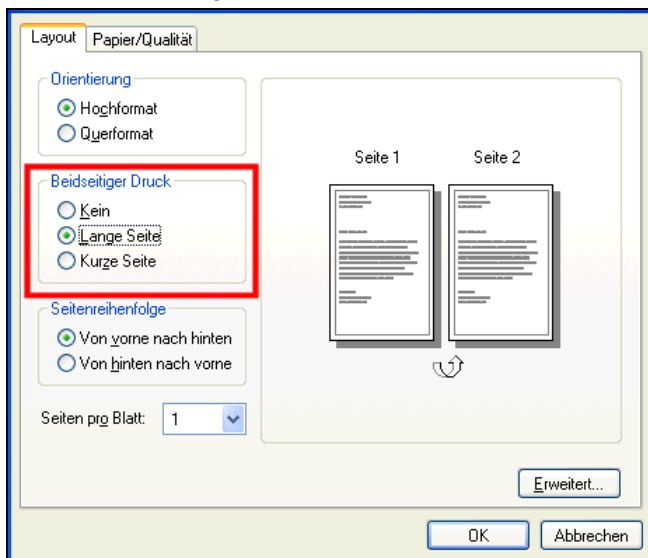 Layout Papier/Qualität
Orientierung
Hochformat
Querformat
Beidseitiger Druck
Kein
Lange Seite
Kurze Seite
Seitenreihenfolge
Von vorne nach hinten
Von hinten nach vorne
Seiten pro Blatt: 1
Seite 1 Seite 2
Erweitert...
OK Abbrechen